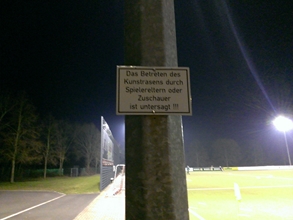 Das Betreten des
Kunstrasens durch
Spielereltern oder
Zuschauer
ist untersagt !!!